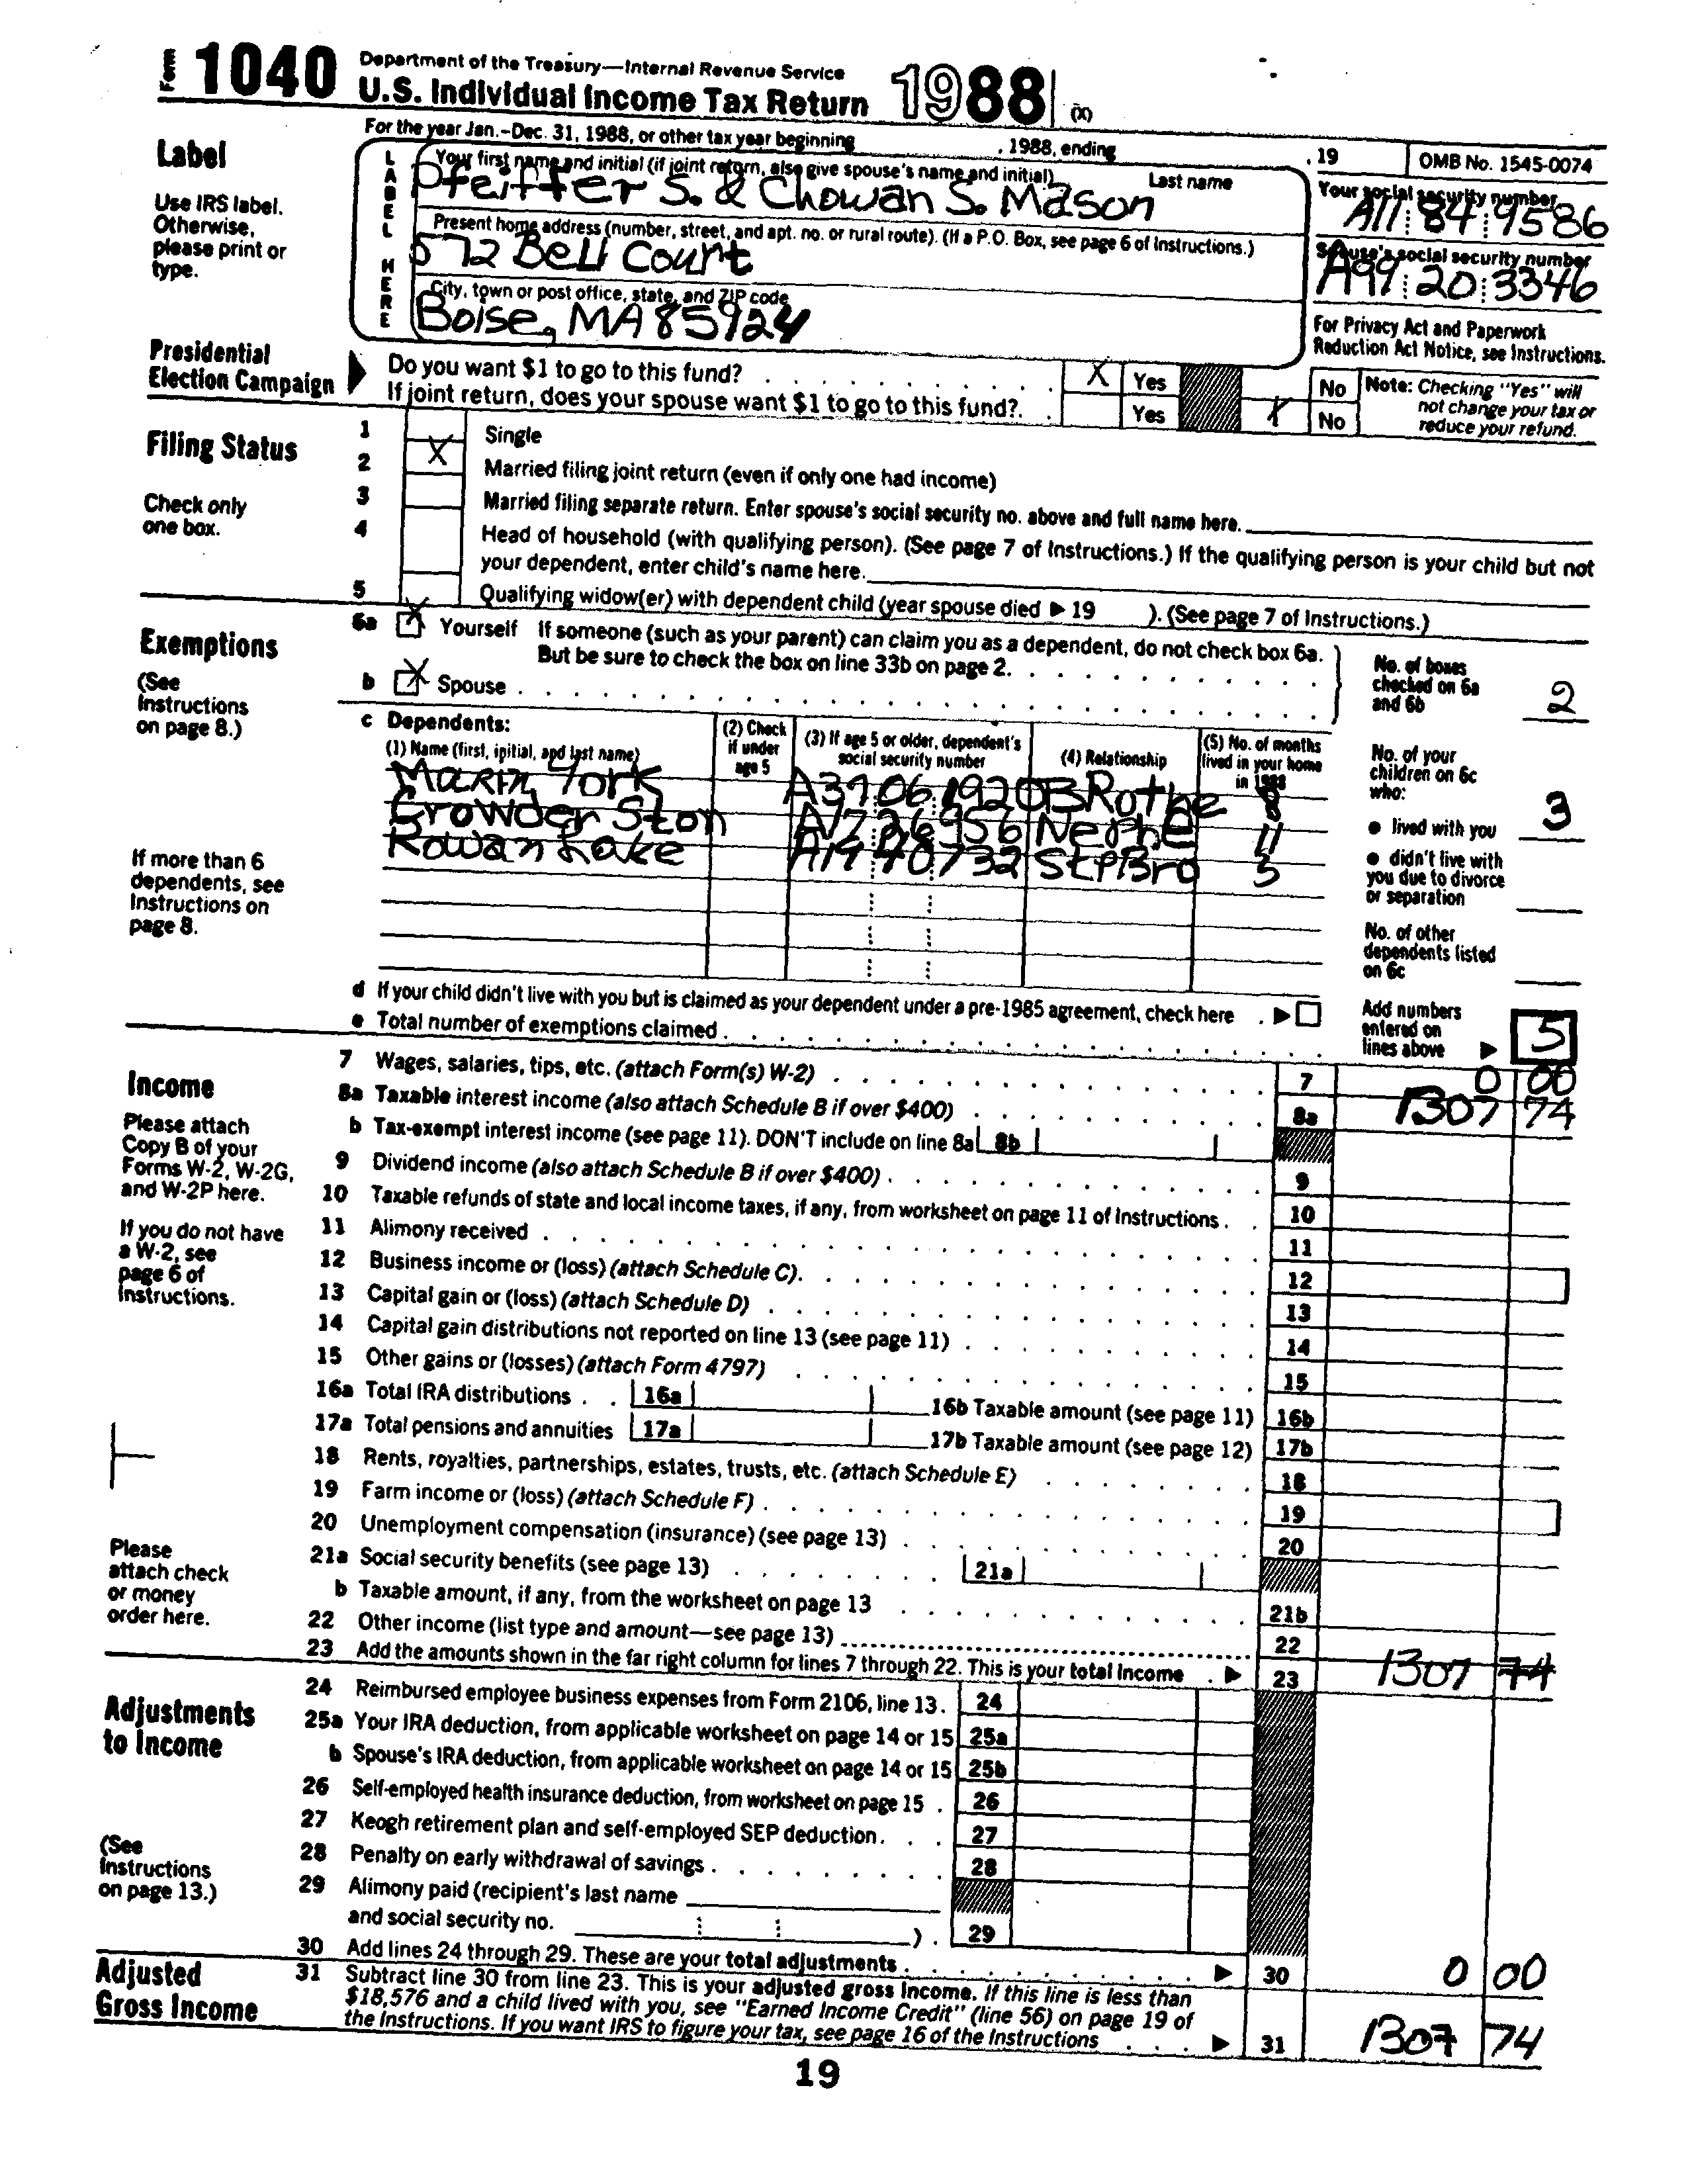 Form 1040 Department of the Treasury—Internal Revenue Service
U.S. Individual Income Tax Return 1988 (X)
For the year Jan.–Dec. 31, 1988, or other tax year beginning , 1988, ending , 19 OMB No. 1545-0074
Label
Use IRS label. Otherwise, please print or type.
LABEL HERE
Your first name and initial (if joint return, also give spouse's name and initial) Last name
Pfeiffer S. & Chowan S. Mason
Your social security number
A11 84 9586
Present home address (number, street, and apt. no. or rural route). (If a P.O. Box, see page 6 of Instructions.)
572 Bell Court
Spouse's social security number
A99 20 3346
City, town or post office, state, and ZIP code
Boise, MA 85924
For Privacy Act and Paperwork Reduction Act Notice, see Instructions.
Presidential Election Campaign
Do you want $1 to go to this fund? X Yes No
If joint return, does your spouse want $1 to go to this fund? Yes X No
Note: Checking "Yes" will not change your tax or reduce your refund.
Filing Status
Check only one box.
1 Single
2 X Married filing joint return (even if only one had income)
3 Married filing separate return. Enter spouse's social security no. above and full name here.
4 Head of household (with qualifying person). (See page 7 of Instructions.) If the qualifying person is your child but not
your dependent, enter child's name here.
5 Qualifying widow(er) with dependent child (year spouse died ▶ 19 ). (See page 7 of Instructions.)
Exemptions
(See Instructions on page 8.)
6a X Yourself If someone (such as your parent) can claim you as a dependent, do not check box 6a.
But be sure to check the box on line 33b on page 2.
b X Spouse
No. of boxes checked on 6a and 6b 2
c Dependents:
(1) Name (first, initial, and last name) (2) Check if under age 5 (3) If age 5 or older, dependent's social security number (4) Relationship (5) No. of months lived in your home in 1988
Marin York A37 06 1920 BRothe 8
Crowder Ston A17 26 956 Nephe 11
Rowan Lake A19 40 732 StPBro 5
If more than 6 dependents, see Instructions on page 8.
No. of your children on 6c who:
● lived with you 3
● didn't live with you due to divorce or separation
No. of other dependents listed on 6c
d If your child didn't live with you but is claimed as your dependent under a pre-1985 agreement, check here ▶
e Total number of exemptions claimed
Add numbers entered on lines above ▶ 5
Income
Please attach Copy B of your Forms W-2, W-2G, and W-2P here.
If you do not have a W-2, see page 6 of Instructions.
Please attach check or money order here.
7 Wages, salaries, tips, etc. (attach Form(s) W-2) 7 0 00
8a Taxable interest income (also attach Schedule B if over $400) 8a 1307 74
b Tax-exempt interest income (see page 11). DON'T include on line 8a 8b
9 Dividend income (also attach Schedule B if over $400) 9
10 Taxable refunds of state and local income taxes, if any, from worksheet on page 11 of Instructions 10
11 Alimony received 11
12 Business income or (loss) (attach Schedule C) 12
13 Capital gain or (loss) (attach Schedule D) 13
14 Capital gain distributions not reported on line 13 (see page 11) 14
15 Other gains or (losses) (attach Form 4797) 15
16a Total IRA distributions 16a 16b Taxable amount (see page 11) 16b
17a Total pensions and annuities 17a 17b Taxable amount (see page 12) 17b
18 Rents, royalties, partnerships, estates, trusts, etc. (attach Schedule E) 18
19 Farm income or (loss) (attach Schedule F) 19
20 Unemployment compensation (insurance) (see page 13) 20
21a Social security benefits (see page 13) 21a
b Taxable amount, if any, from the worksheet on page 13 21b
22 Other income (list type and amount—see page 13) 22
23 Add the amounts shown in the far right column for lines 7 through 22. This is your total income ▶ 23 1307 74
Adjustments to Income
(See Instructions on page 13.)
24 Reimbursed employee business expenses from Form 2106, line 13. 24
25a Your IRA deduction, from applicable worksheet on page 14 or 15 25a
b Spouse's IRA deduction, from applicable worksheet on page 14 or 15 25b
26 Self-employed health insurance deduction, from worksheet on page 15 26
27 Keogh retirement plan and self-employed SEP deduction 27
28 Penalty on early withdrawal of savings 28
29 Alimony paid (recipient's last name
and social security no. ) 29
30 Add lines 24 through 29. These are your total adjustments ▶ 30 0 00
Adjusted Gross Income
31 Subtract line 30 from line 23. This is your adjusted gross income. If this line is less than
$18,576 and a child lived with you, see "Earned Income Credit" (line 56) on page 19 of
the Instructions. If you want IRS to figure your tax, see page 16 of the Instructions ▶ 31 1307 74
19